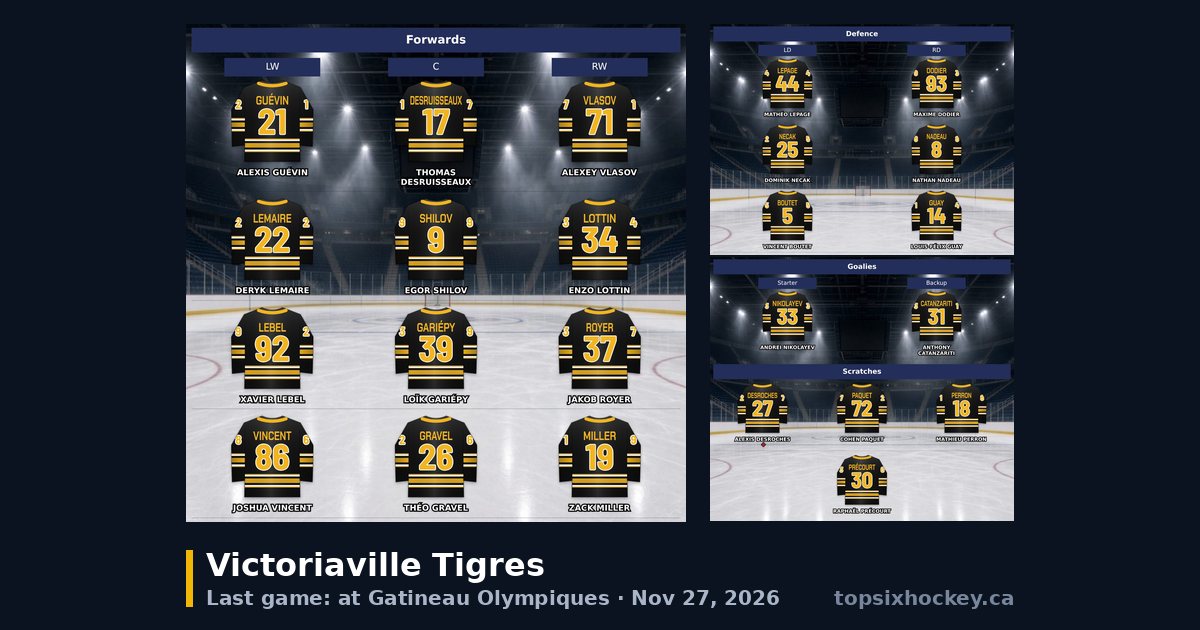 Forwards
LW C RW
GUÉVIN DESRUISSEAUX VLASOV
21 17 71
ALEXIS GUÉVIN THOMAS DESRUISSEAUX ALEXEY VLASOV
LEMAIRE SHILOV LOTTIN
22 9 34
DERYK LEMAIRE EGOR SHILOV ENZO LOTTIN
LEBEL GARIÉPY ROYER
92 39 37
XAVIER LEBEL LOÏK GARIÉPY JAKOB ROYER
VINCENT GRAVEL MILLER
86 26 19
JOSHUA VINCENT THÉO GRAVEL ZACK MILLER
Defence
LD RD
LEPAGE DODIER
44 93
MATHÉO LEPAGE MAXIME DODIER
NECAK NADEAU
25 8
DOMINIK NECAK NATHAN NADEAU
BOUTET GUAY
5 14
VINCENT BOUTET LOUIS-FÉLIX GUAY
Goalies
Starter Backup
NIKOLAYEV CATANZARITI
33 31
ANDREI NIKOLAYEV ANTHONY CATANZARITI
Scratches
DESROCHES PAQUET PERRON
27 72 18
ALEXIS DESROCHES COHEN PAQUET MATHIEU PERRON
PRÉCOURT
30
RAPHAËL PRÉCOURT
Victoriaville Tigres
Last game: at Gatineau Olympiques · Nov 27, 2026
topsixhockey.ca